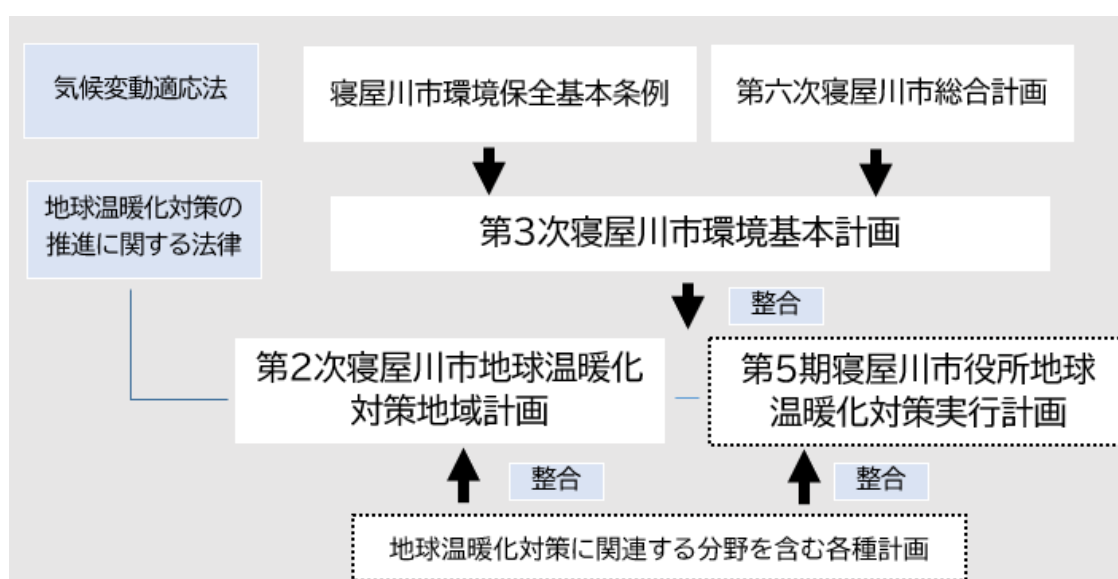 気候変動適応法
寝屋川市環境保全基本条例
第六次寝屋川市総合計画
地球温暖化対策の
推進に関する法律
第3次寝屋川市環境基本計画
整合
第2次寝屋川市地球温暖化
対策地域計画
第5期寝屋川市役所地球
温暖化対策実行計画
整合
整合
地球温暖化対策に関連する分野を含む各種計画